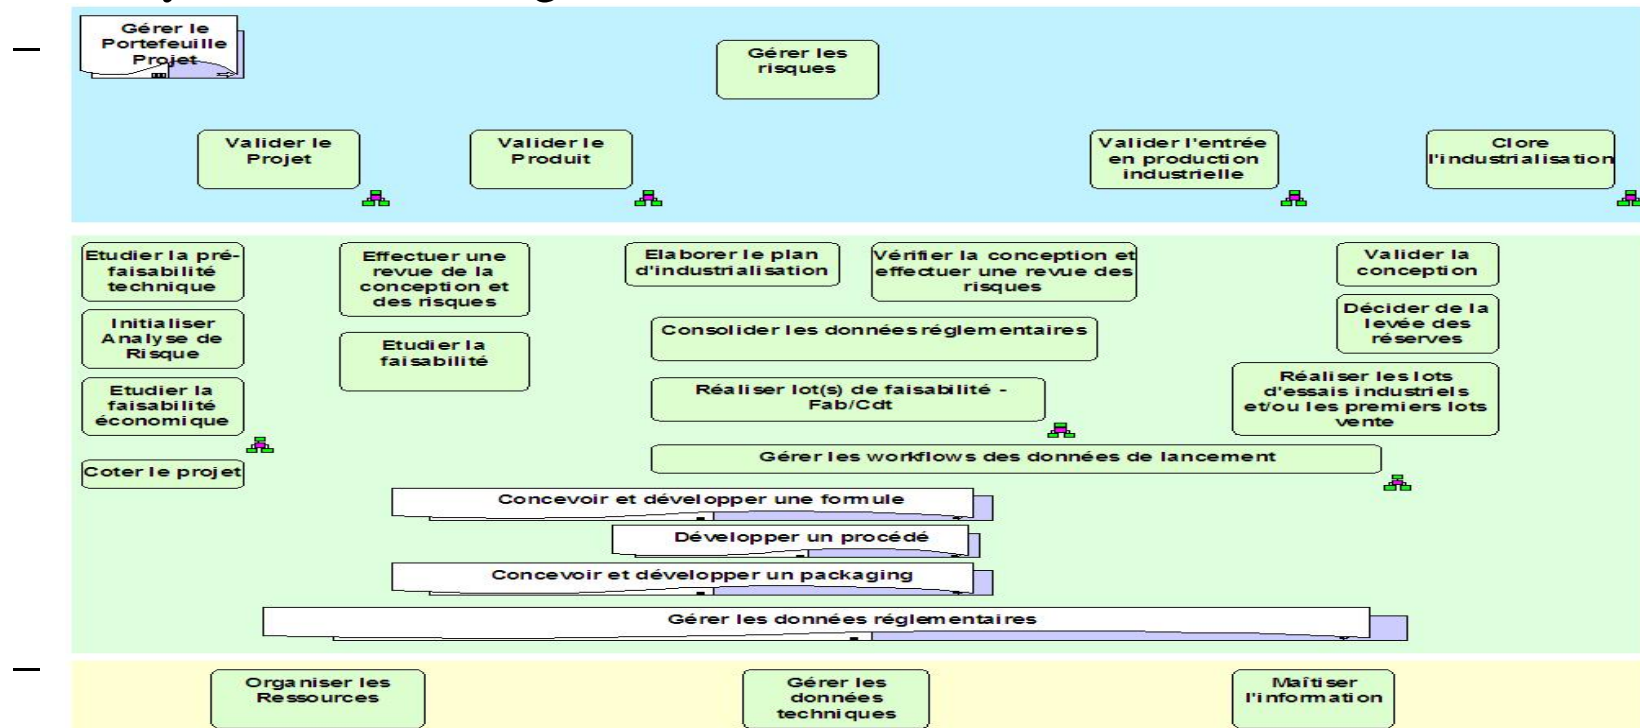 Gérer le
Portefeuille
Projet
Gérer les
risques
Valider le
Projet
Valider le
Produit
Valider l'entrée
en production
industrielle
Clore
l'industrialisation
Etudier la pré-
faisabilité
technique
Effectuer une
revue de la
conception et
des risques
Elaborer le plan
d'industrialisation
Vérifier la conception et
effectuer une revue des
risques
Valider la
conception
Initialiser
Analyse de
Risque
Etudier la
faisabilité
Consolider les données réglementaires
Décider de la
levée des
réserves
Etudier la
faisabilité
économique
Réaliser lot(s) de faisabilité -
Fab/Cdt
Réaliser les lots
d'essais industriels
et/ou les premiers lots
vente
Coter le projet
Gérer les workflows des données de lancement
Concevoir et développer une formule
Développer un procédé
Concevoir et développer un packaging
Gérer les données réglementaires
Organiser les
Ressources
Gérer les
données
techniques
Maîtiser
l'information